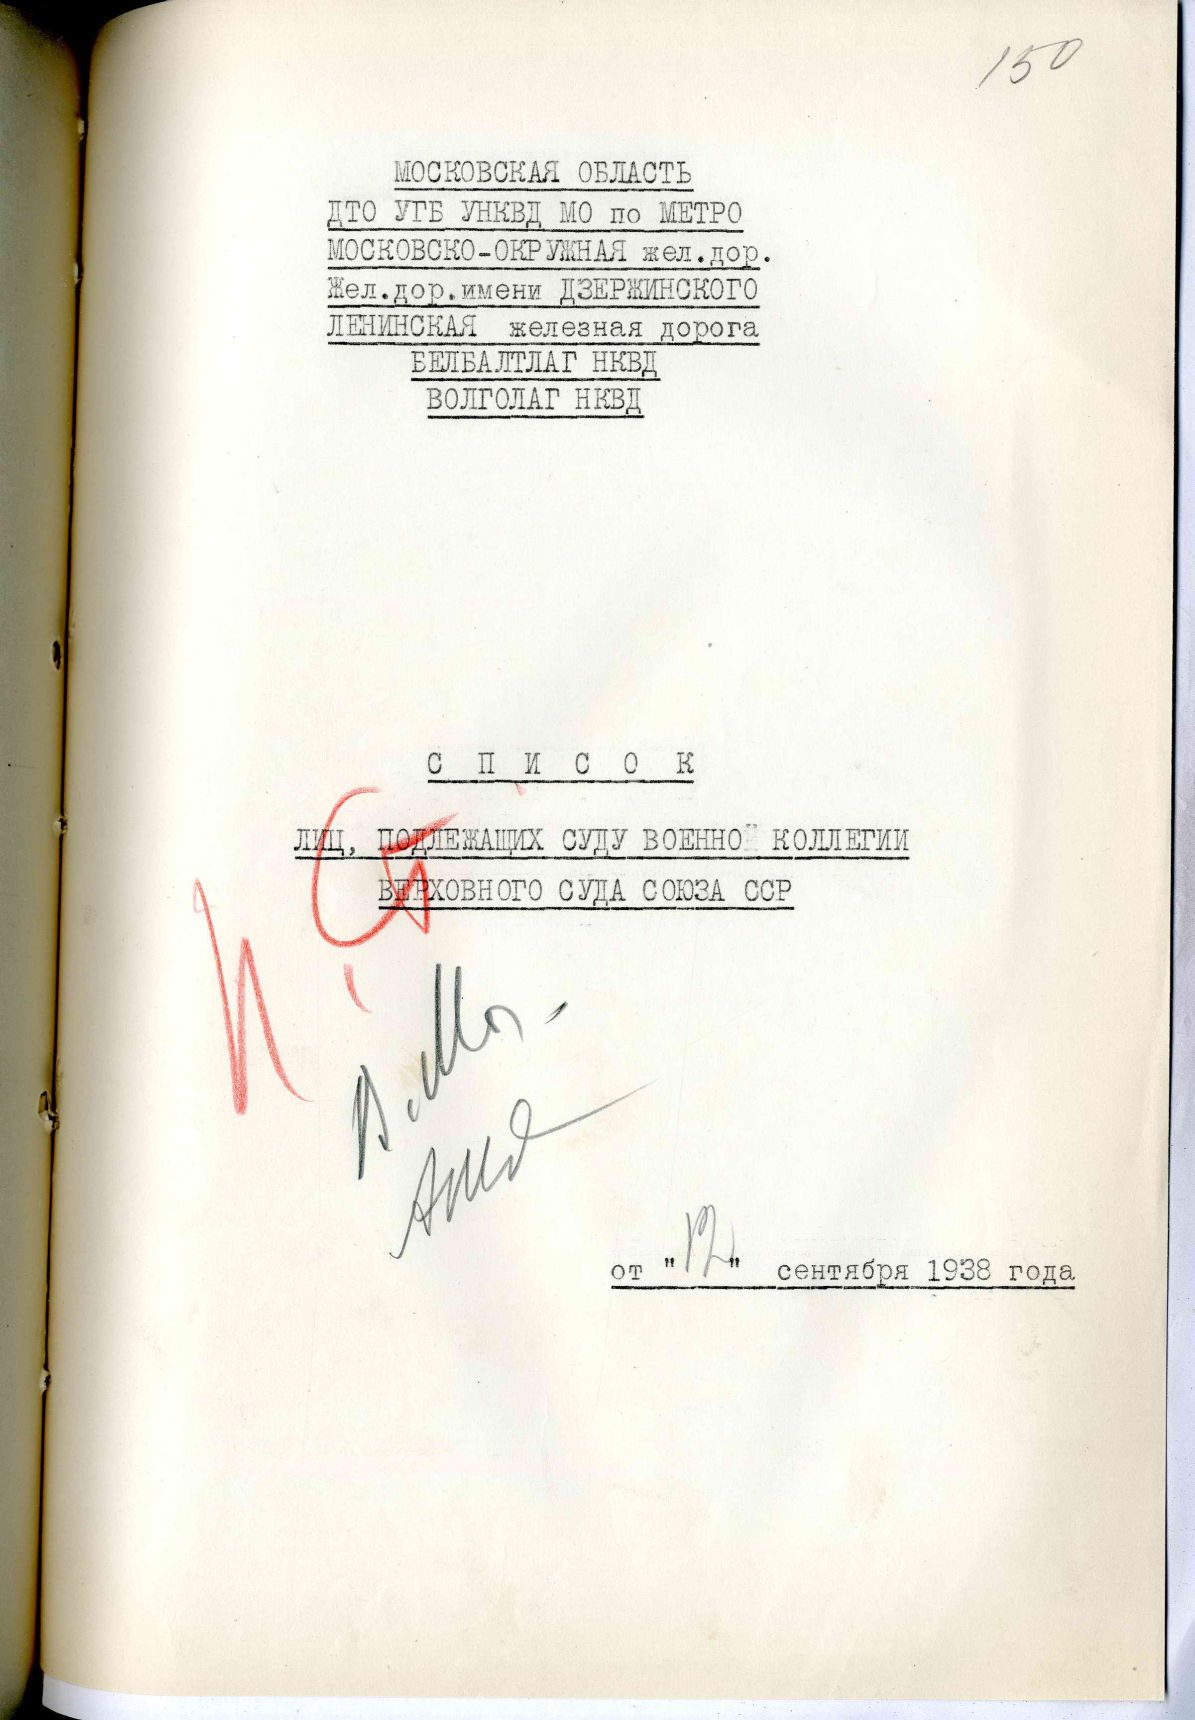 150
МОСКОВСКАЯ ОБЛАСТЬ
ДТО УГБ УНКВД МО по МЕТРО
МОСКОВСКО-ОКРУЖНАЯ жел.дор.
Жел.дор.имени ДЗЕРЖИНСКОГО
ЛЕНИНСКАЯ железная дорога
БЕЛБАЛТЛАГ НКВД
ВОЛГОЛАГ НКВД
С П И С О К
ЛИЦ, ПОДЛЕЖАЩИХ СУДУ ВОЕННОЙ КОЛЛЕГИИ
ВЕРХОВНОГО СУДА СОЮЗА ССР
И Ст
В. Мол.
от "12" сентября 1938 года